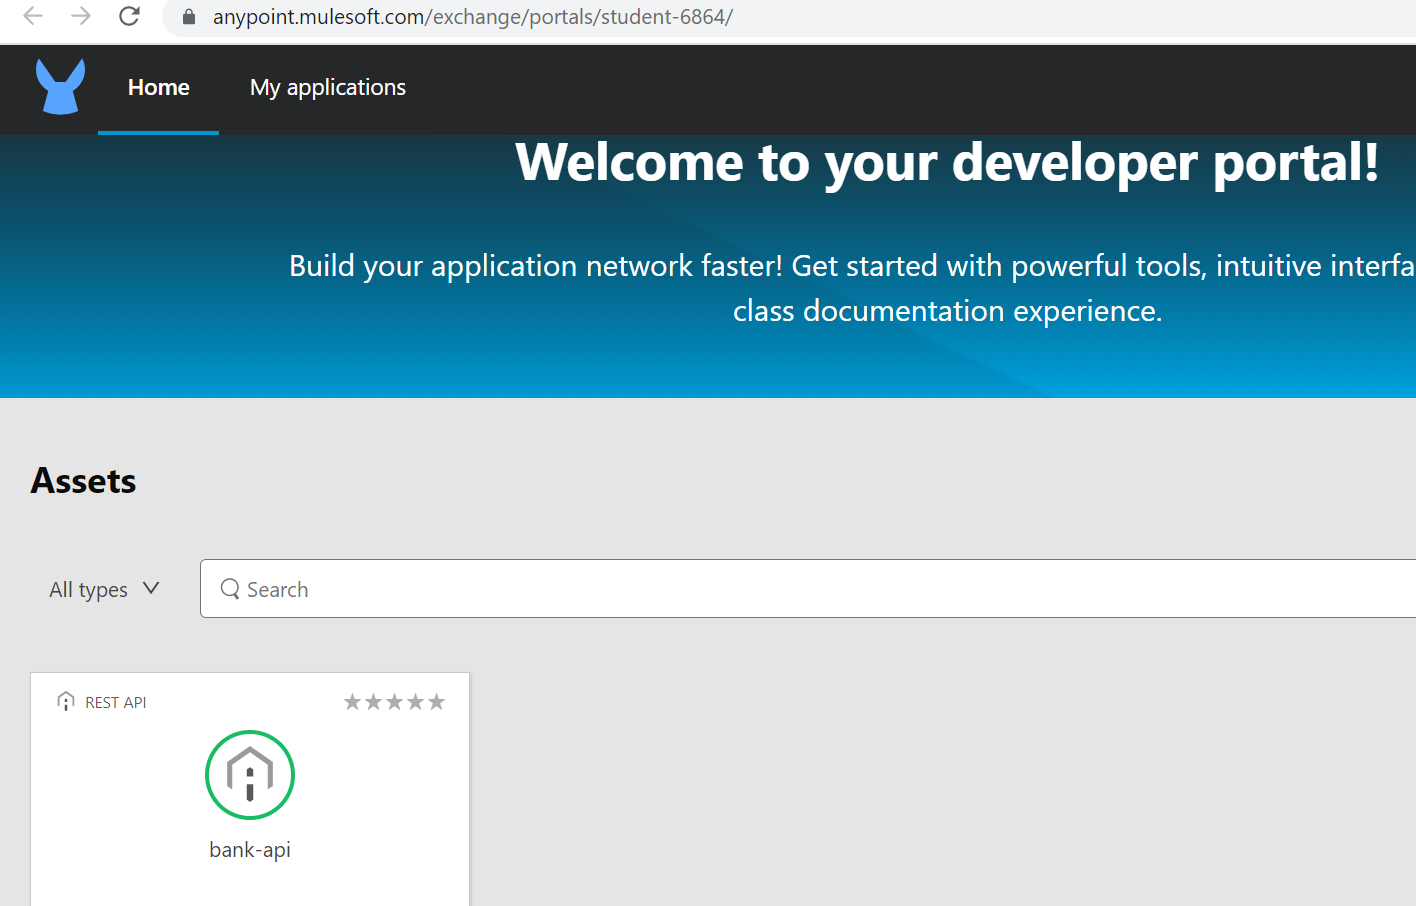 anypoint.mulesoft.com/exchange/portals/student-6864/
Home
My applications
Welcome to your developer portal!
Build your application network faster! Get started with powerful tools, intuitive interfa
class documentation experience.
Assets
All types
Search
REST API
bank-api